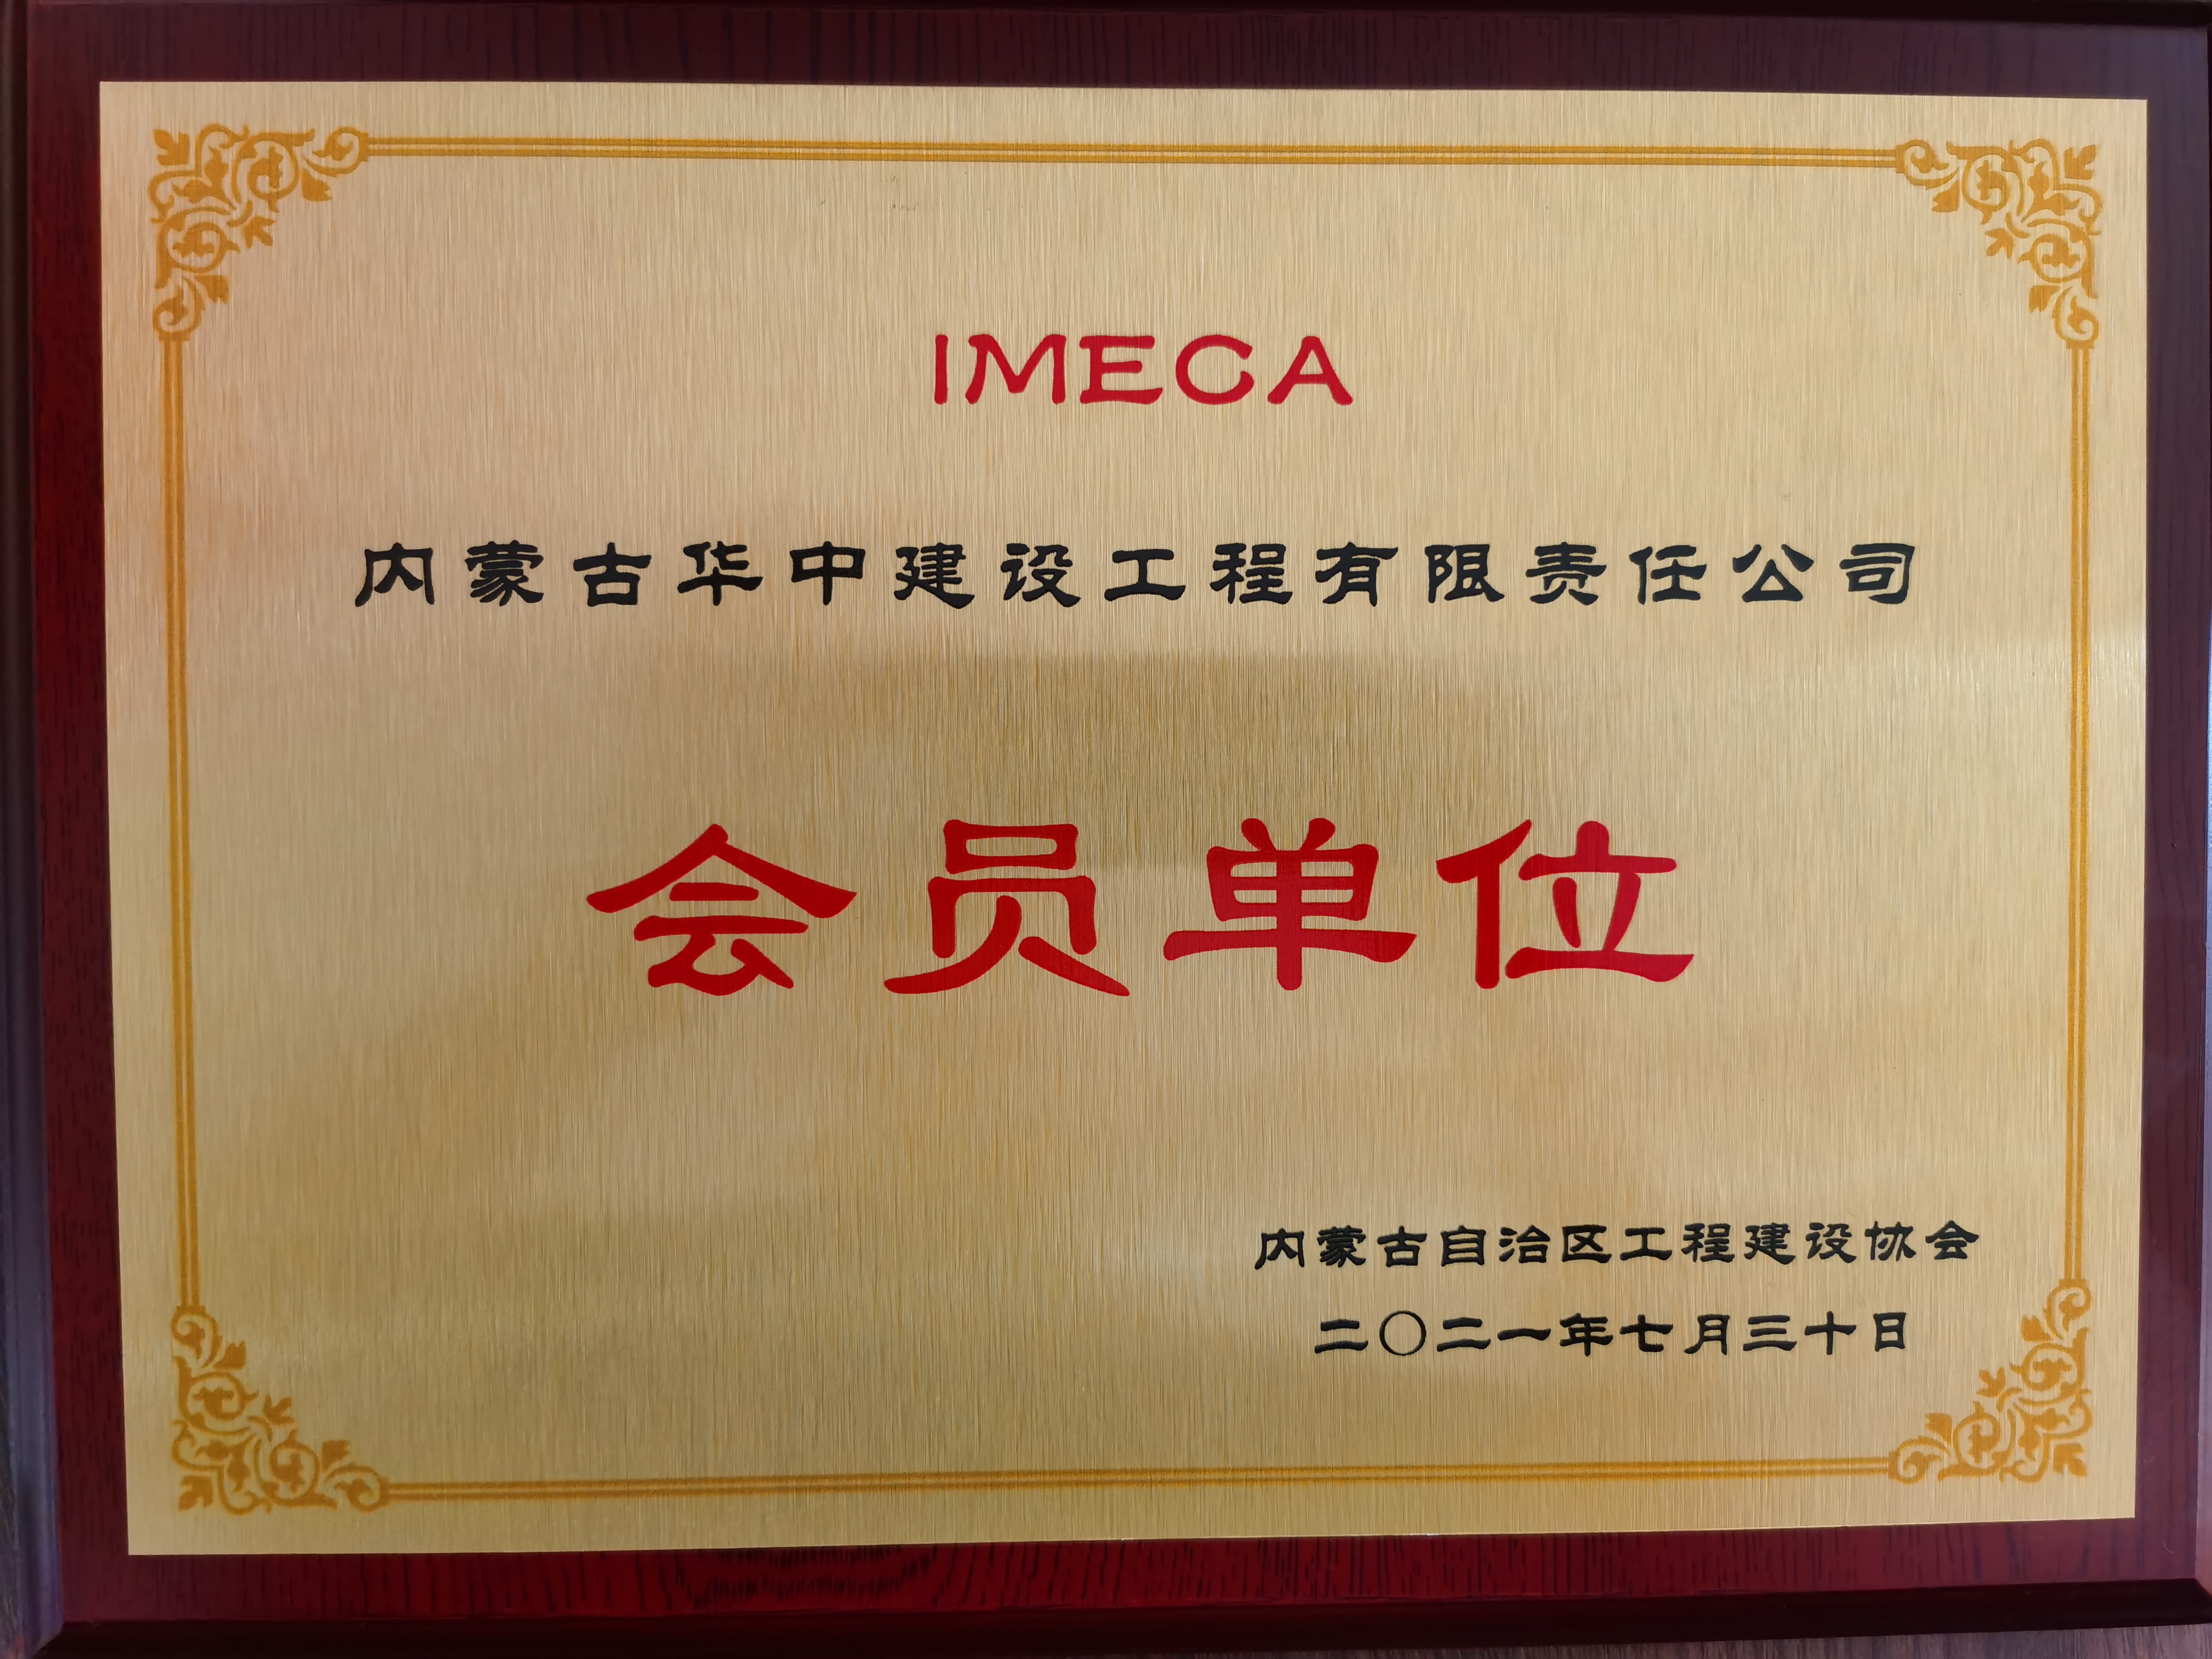 IMECA
内蒙古华中建设工程有限责任公司
会员单位
内蒙古自治区工程建设协会
二〇二一年七月三十日